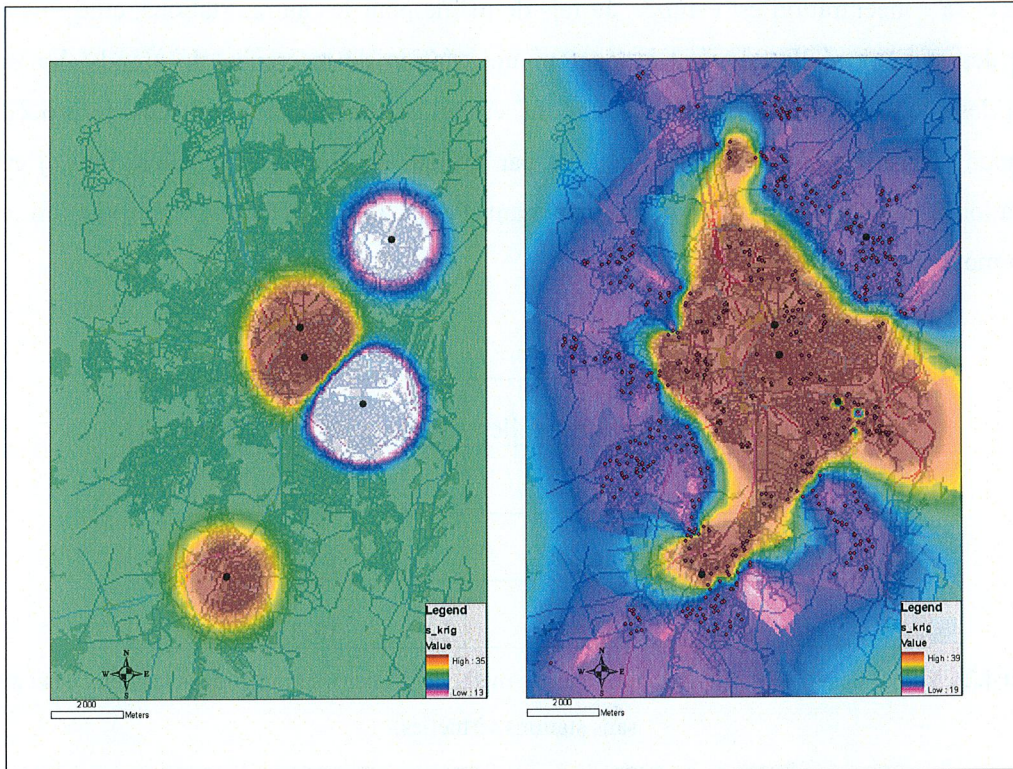 Legend
s_krig
Value
High : 35
Low : 13
N
W E
S
2000
Meters
Legend
s_krig
Value
High : 39
Low : 19
N
W E
S
2000
Meters